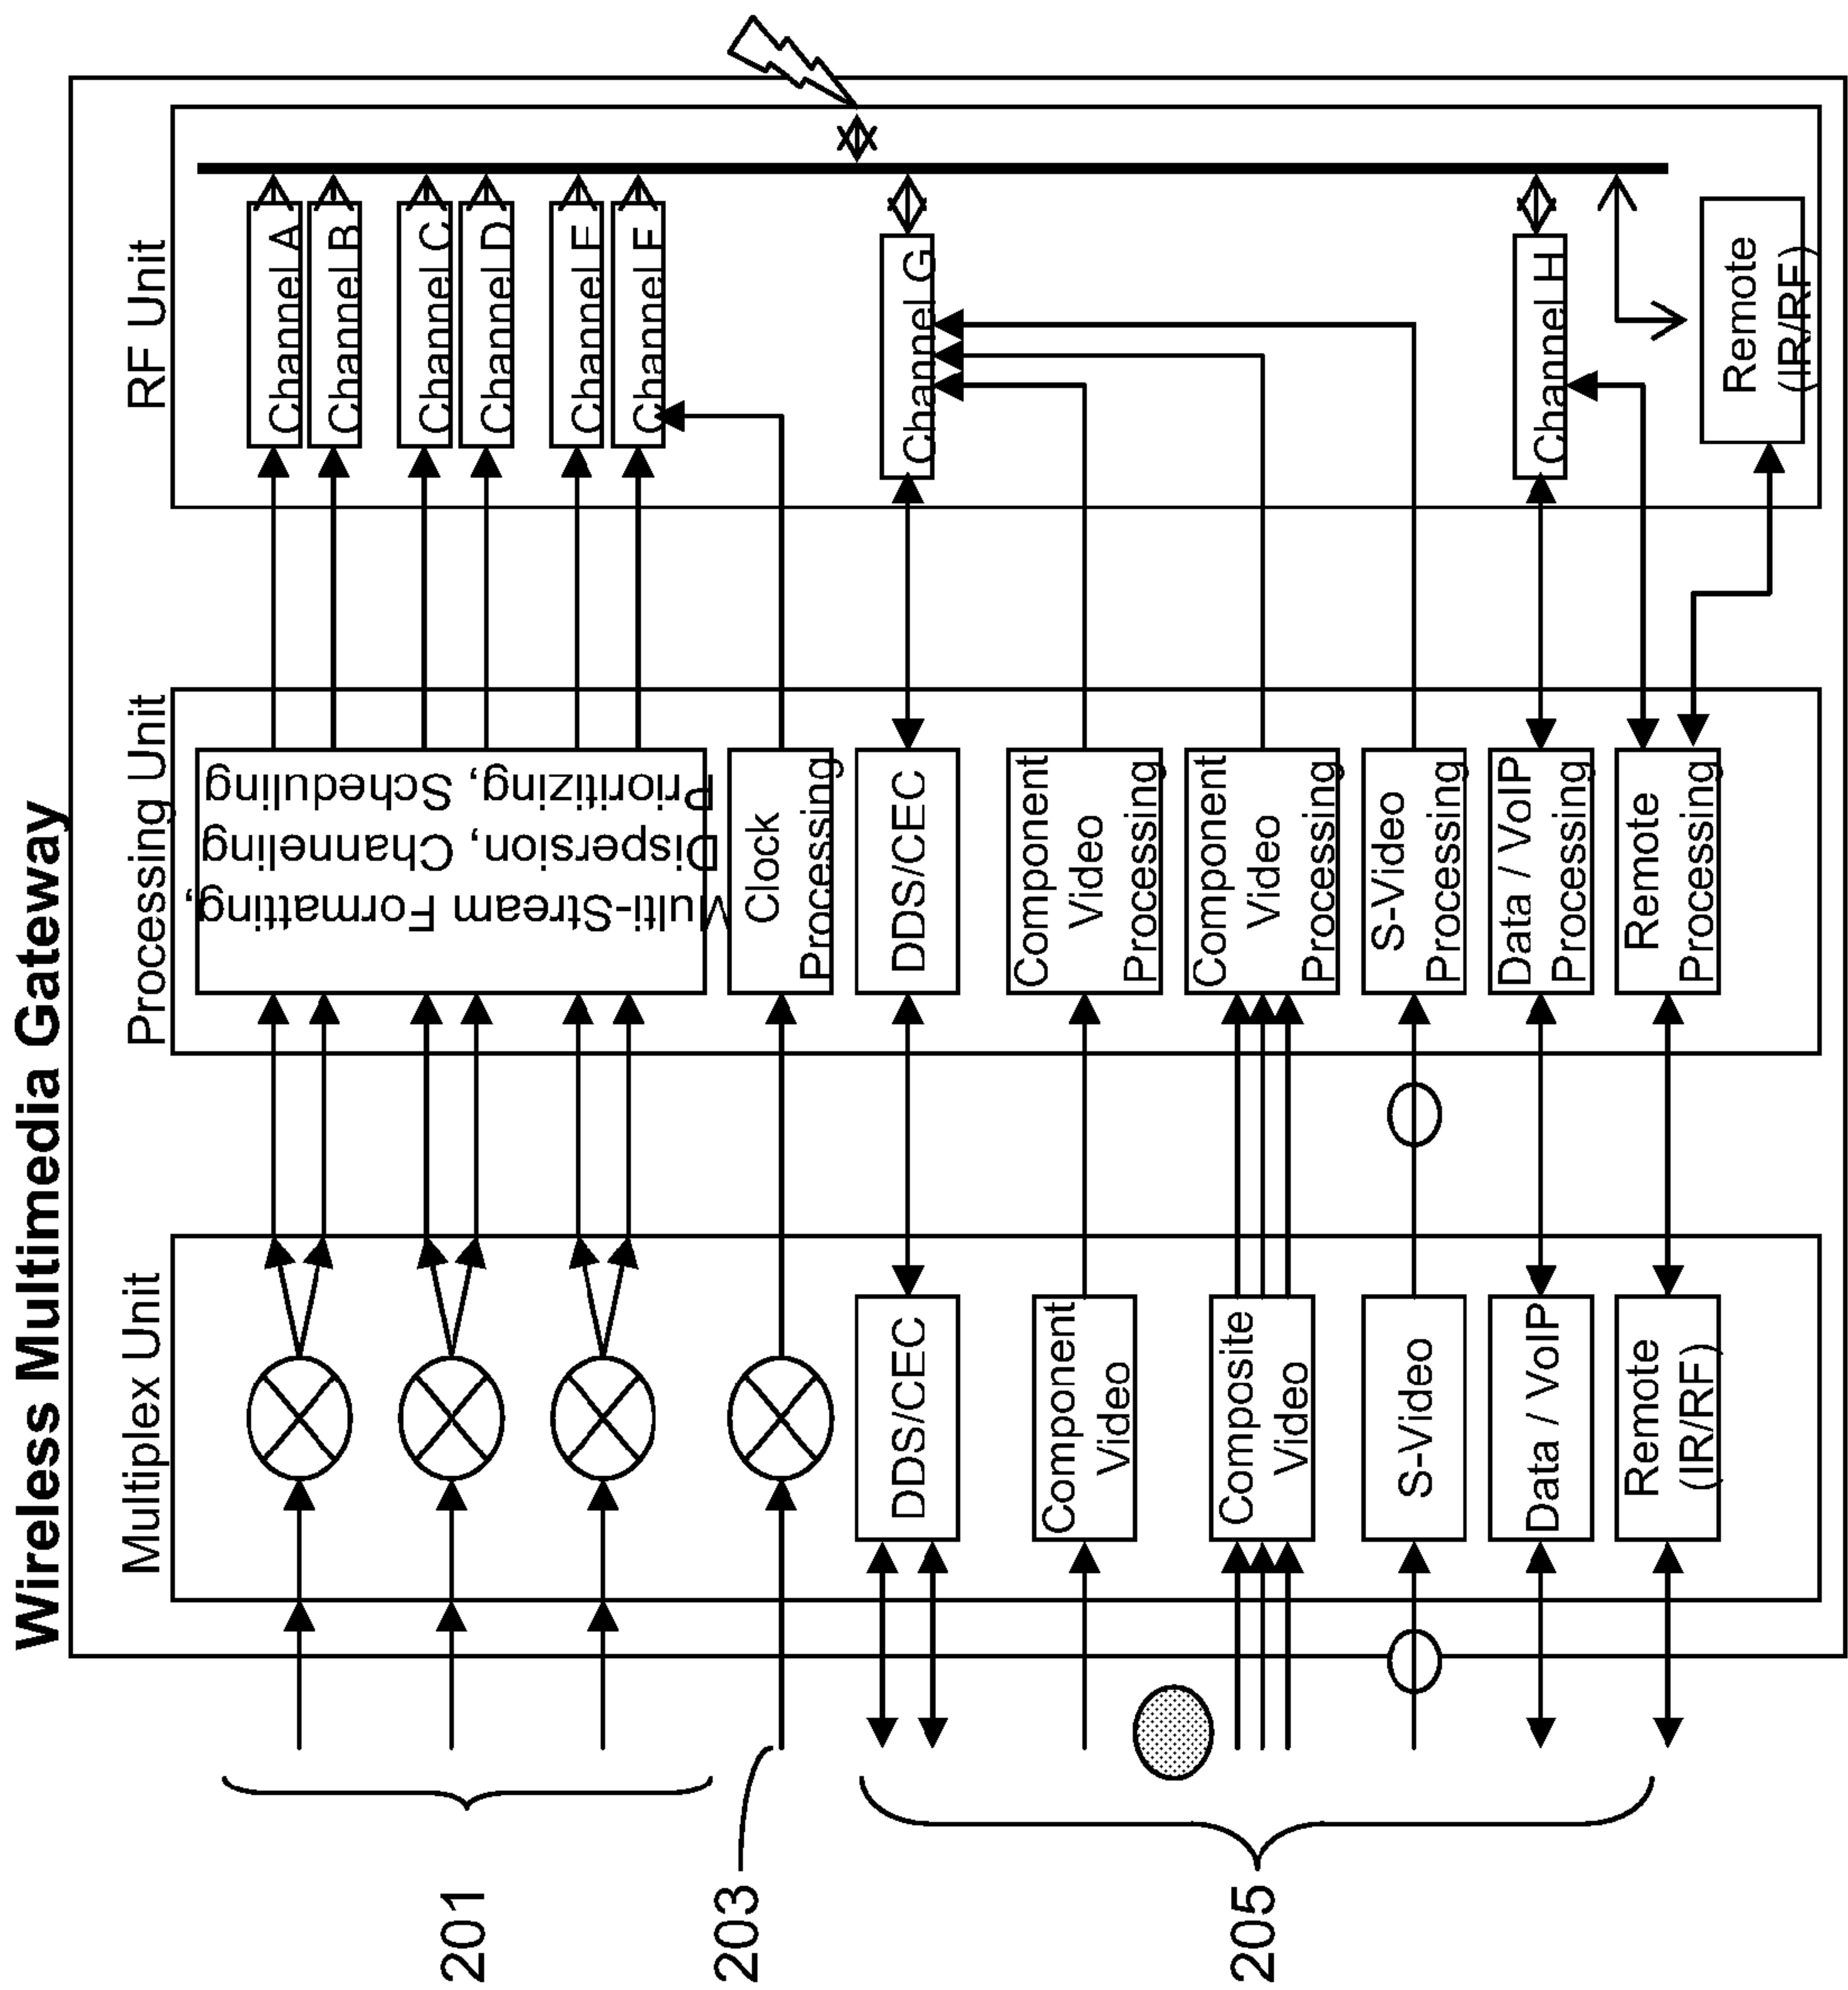 Wireless Multimedia Gateway
Multiplex Unit
Processing Unit
RF Unit
201
203
205
DDS/CEC
Component
Video
Composite
Video
S-Video
Data / VoIP
Remote
(IR/RF)
Multi-Stream Formatting,
Dispersion, Channeling
Prioritizing, Scheduling
Clock
Processing
DDS/CEC
Component
Video
Processing
Component
Video
Processing
S-Video
Processing
Data / VoIP
Processing
Remote
Processing
Channel A
Channel B
Channel C
Channel D
Channel E
Channel F
Channel G
Channel H
Remote
(IR/RF)